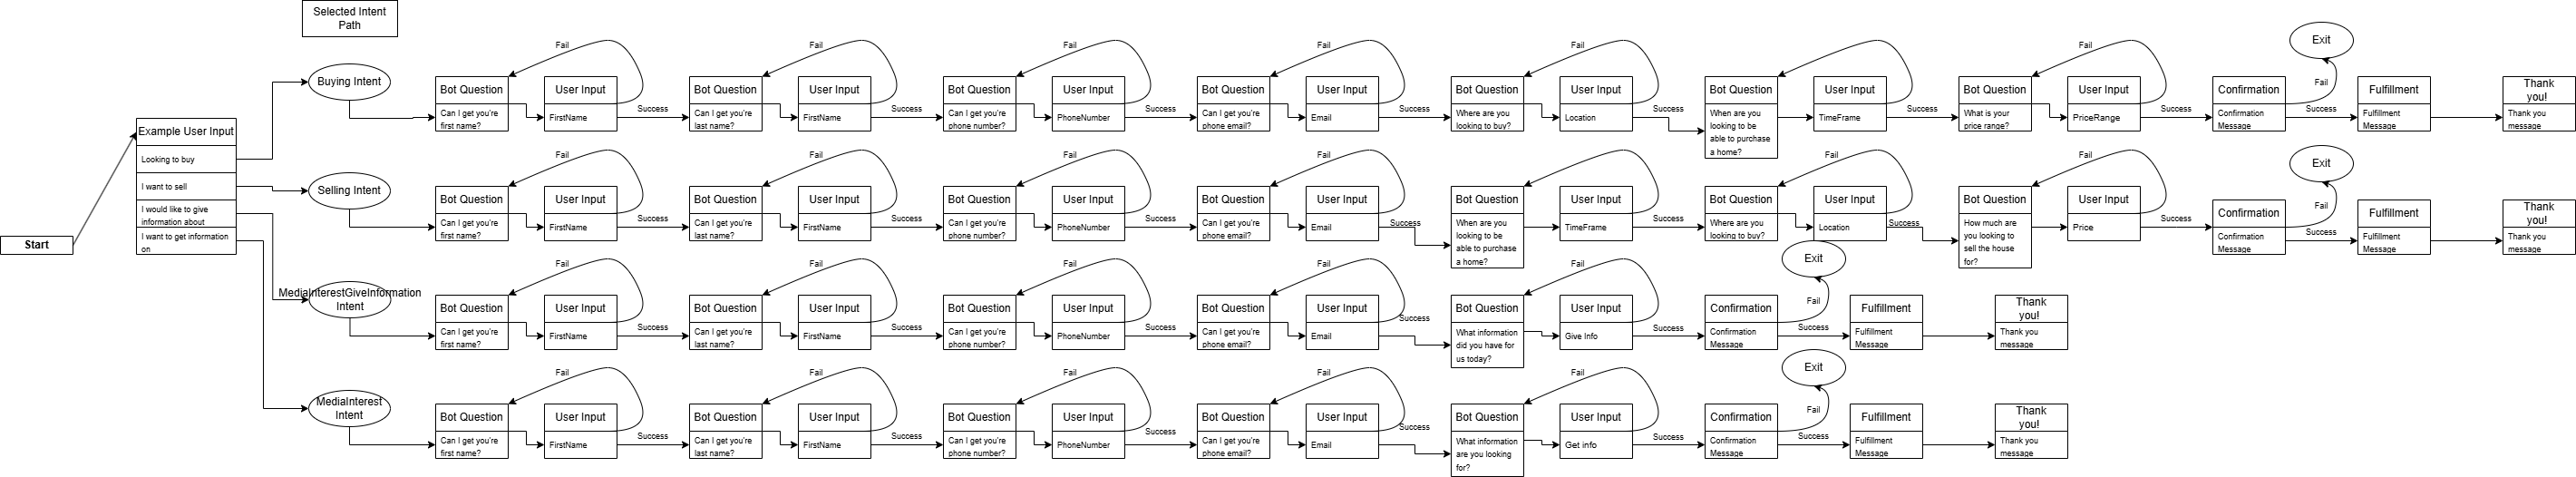 Selected Intent
Path
Start
Example User Input
Looking to buy
I want to sell
I would like to give
information about
I want to get information
on
Buying Intent
Bot Question
Can I get you're
first name?
Fail
User Input
FirstName
Success
Bot Question
Can I get you're
last name?
Fail
User Input
FirstName
Success
Bot Question
Can I get you're
phone number?
Fail
User Input
PhoneNumber
Success
Bot Question
Can I get you're
phone email?
Fail
User Input
Email
Success
Bot Question
Where are you
looking to buy?
Fail
User Input
Location
Success
Bot Question
When are you
looking to be
able to purchase
a home?
User Input
TimeFrame
Success
Bot Question
What is your
price range?
Fail
User Input
PriceRange
Success
Confirmation
Confirmation
Message
Fail
Exit
Success
Fulfillment
Fulfillment
Message
Thank
you!
Thank you
message
Selling Intent
Bot Question
Can I get you're
first name?
Fail
User Input
FirstName
Success
Bot Question
Can I get you're
last name?
Fail
User Input
FirstName
Success
Bot Question
Can I get you're
phone number?
Fail
User Input
PhoneNumber
Success
Bot Question
Can I get you're
phone email?
Fail
User Input
Email
Success
Bot Question
When are you
looking to be
able to purchase
a home?
Fail
User Input
TimeFrame
Success
Bot Question
Where are you
looking to buy?
Fail
User Input
Location
Success
Bot Question
How much are
you looking to
sell the house
for?
Fail
User Input
Price
Success
Confirmation
Confirmation
Message
Fail
Exit
Success
Fulfillment
Fulfillment
Message
Thank
you!
Thank you
message
MediaInterestGiveInformation
Intent
Bot Question
Can I get you're
first name?
Fail
User Input
FirstName
Success
Bot Question
Can I get you're
last name?
Fail
User Input
FirstName
Success
Bot Question
Can I get you're
phone number?
Fail
User Input
PhoneNumber
Success
Bot Question
Can I get you're
phone email?
Fail
User Input
Email
Success
Bot Question
What information
did you have for
us today?
Fail
User Input
Give Info
Success
Confirmation
Confirmation
Message
Fail
Exit
Success
Fulfillment
Fulfillment
Message
Thank
you!
Thank you
message
MediaInterest
Intent
Bot Question
Can I get you're
first name?
Fail
User Input
FirstName
Success
Bot Question
Can I get you're
last name?
Fail
User Input
FirstName
Success
Bot Question
Can I get you're
phone number?
Fail
User Input
PhoneNumber
Success
Bot Question
Can I get you're
phone email?
Fail
User Input
Email
Success
Bot Question
What information
are you looking
for?
Fail
User Input
Get info
Success
Confirmation
Confirmation
Message
Fail
Exit
Success
Fulfillment
Fulfillment
Message
Thank
you!
Thank you
message